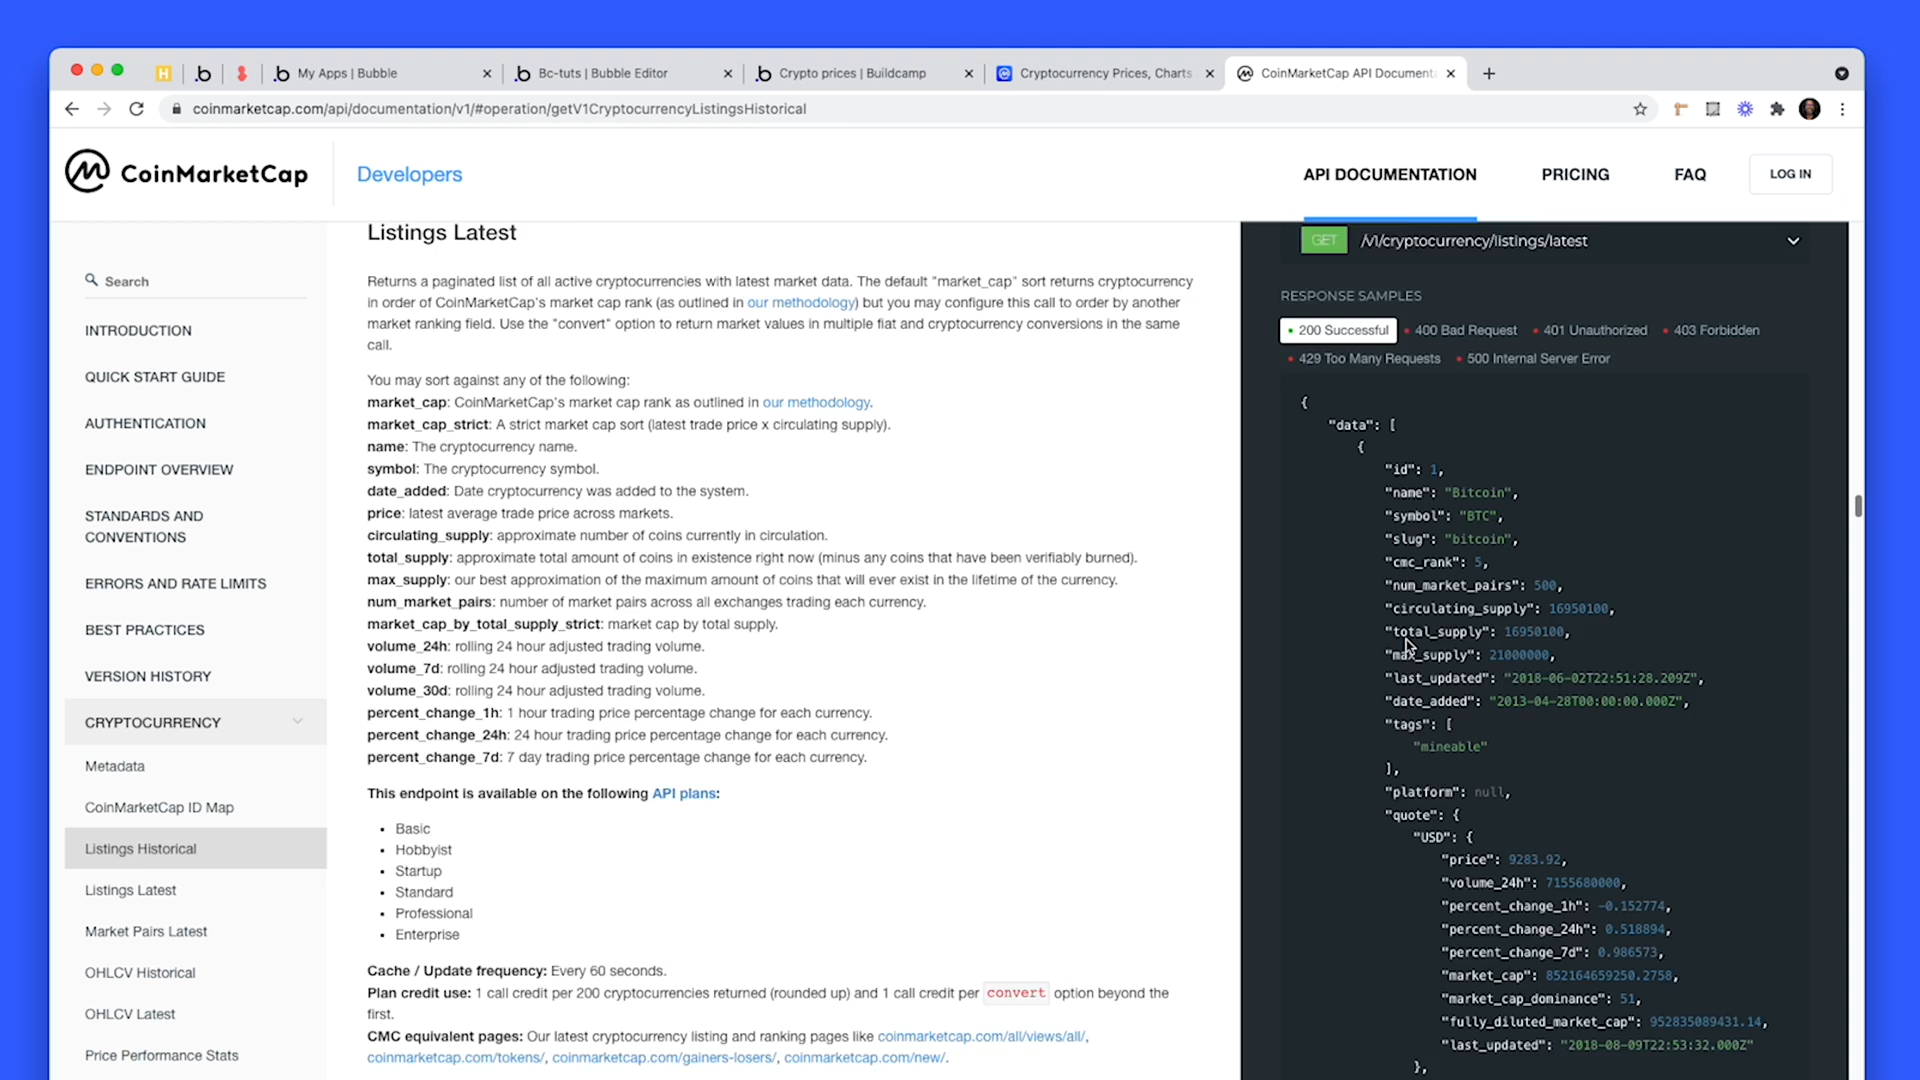 My Apps | Bubble
Bc-tuts | Bubble Editor
Crypto prices | Buildcamp
Cryptocurrency Prices, Charts
CoinMarketCap API Document
coinmarketcap.com/api/documentation/v1/#operation/getV1CryptocurrencyListingsHistorical
CoinMarketCap
Developers
API DOCUMENTATION
PRICING
FAQ
LOG IN
Search
INTRODUCTION
QUICK START GUIDE
AUTHENTICATION
ENDPOINT OVERVIEW
STANDARDS AND
CONVENTIONS
ERRORS AND RATE LIMITS
BEST PRACTICES
VERSION HISTORY
CRYPTOCURRENCY
Metadata
CoinMarketCap ID Map
Listings Historical
Listings Latest
Market Pairs Latest
OHLCV Historical
OHLCV Latest
Price Performance Stats
Listings Latest
Returns a paginated list of all active cryptocurrencies with latest market data. The default "market_cap" sort returns cryptocurrency
in order of CoinMarketCap's market cap rank (as outlined in our methodology) but you may configure this call to order by another
market ranking field. Use the "convert" option to return market values in multiple fiat and cryptocurrency conversions in the same
call.
You may sort against any of the following:
market_cap: CoinMarketCap's market cap rank as outlined in our methodology.
market_cap_strict: A strict market cap sort (latest trade price x circulating supply).
name: The cryptocurrency name.
symbol: The cryptocurrency symbol.
date_added: Date cryptocurrency was added to the system.
price: latest average trade price across markets.
circulating_supply: approximate number of coins currently in circulation.
total_supply: approximate total amount of coins in existence right now (minus any coins that have been verifiably burned).
max_supply: our best approximation of the maximum amount of coins that will ever exist in the lifetime of the currency.
num_market_pairs: number of market pairs across all exchanges trading each currency.
market_cap_by_total_supply_strict: market cap by total supply.
volume_24h: rolling 24 hour adjusted trading volume.
volume_7d: rolling 24 hour adjusted trading volume.
volume_30d: rolling 24 hour adjusted trading volume.
percent_change_1h: 1 hour trading price percentage change for each currency.
percent_change_24h: 24 hour trading price percentage change for each currency.
percent_change_7d: 7 day trading price percentage change for each currency.
This endpoint is available on the following API plans:
• Basic
• Hobbyist
• Startup
• Standard
• Professional
• Enterprise
Cache / Update frequency: Every 60 seconds.
Plan credit use: 1 call credit per 200 cryptocurrencies returned (rounded up) and 1 call credit per convert option beyond the
first.
CMC equivalent pages: Our latest cryptocurrency listing and ranking pages like coinmarketcap.com/all/views/all/,
coinmarketcap.com/tokens/, coinmarketcap.com/gainers-losers/, coinmarketcap.com/new/.
GET /v1/cryptocurrency/listings/latest
RESPONSE SAMPLES
• 200 Successful • 400 Bad Request • 401 Unauthorized • 403 Forbidden
• 429 Too Many Requests • 500 Internal Server Error
{
"data": [
{
"id": 1,
"name": "Bitcoin",
"symbol": "BTC",
"slug": "bitcoin",
"cmc_rank": 5,
"num_market_pairs": 500,
"circulating_supply": 16950100,
"total_supply": 16950100,
"max_supply": 21000000,
"last_updated": "2018-06-02T22:51:28.209Z",
"date_added": "2013-04-28T00:00:00.000Z",
"tags": [
"mineable"
],
"platform": null,
"quote": {
"USD": {
"price": 9283.92,
"volume_24h": 7155680000,
"percent_change_1h": -0.152774,
"percent_change_24h": 0.518894,
"percent_change_7d": 0.986573,
"market_cap": 852164659250.2758,
"market_cap_dominance": 51,
"fully_diluted_market_cap": 952835089431.14,
"last_updated": "2018-08-09T22:53:32.000Z"
},